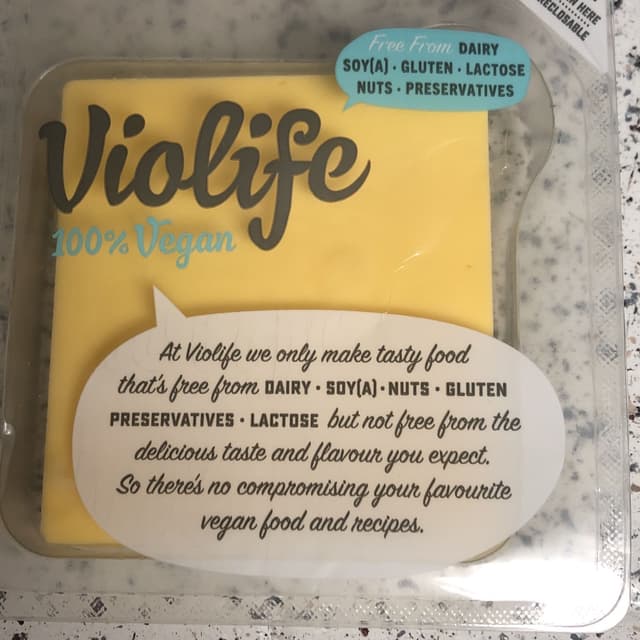 HERE
RECLOSABLE
Free From DAIRY
SOY(A) · GLUTEN · LACTOSE
NUTS · PRESERVATIVES
Violife
100% Vegan
At Violife we only make tasty food
that's free from DAIRY · SOY(A) · NUTS · GLUTEN
PRESERVATIVES · LACTOSE but not free from the
delicious taste and flavour you expect.
So there's no compromising your favourite
vegan food and recipes.